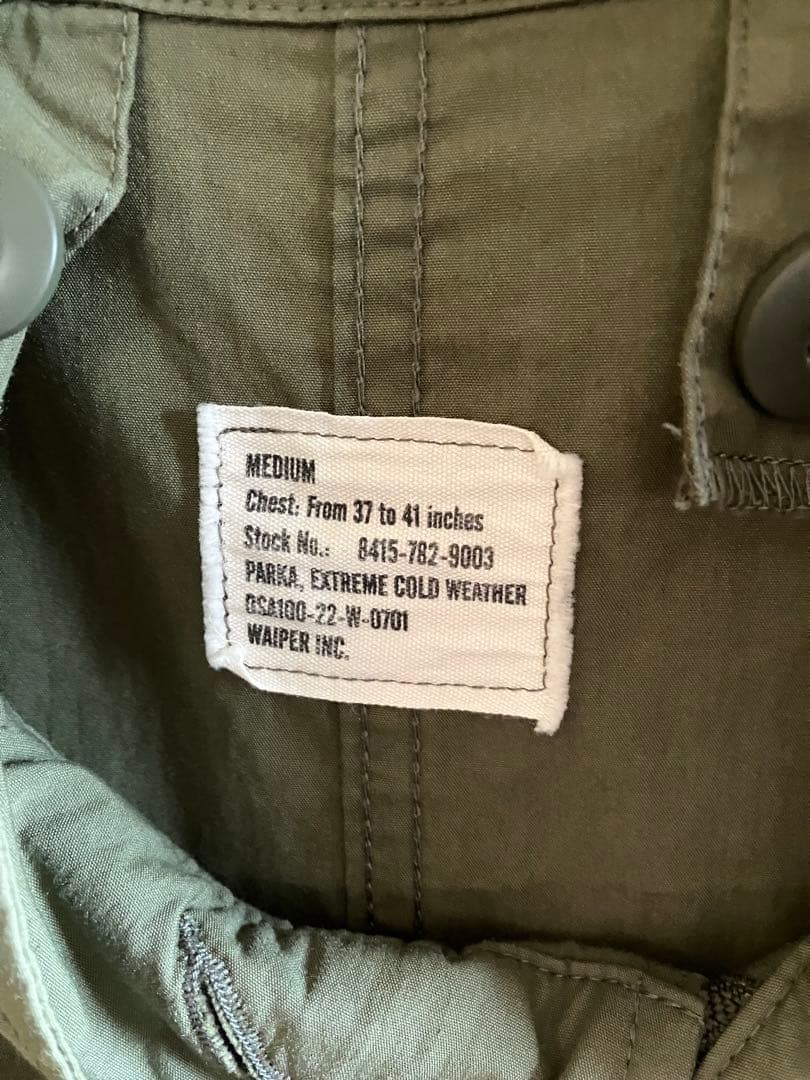 MEDIUM
Chest: From 37 to 41 inches
Stock No.: 8415-782-9003
PARKA, EXTREME COLD WEATHER
DSA100-22-W-0701
WAIPER INC.